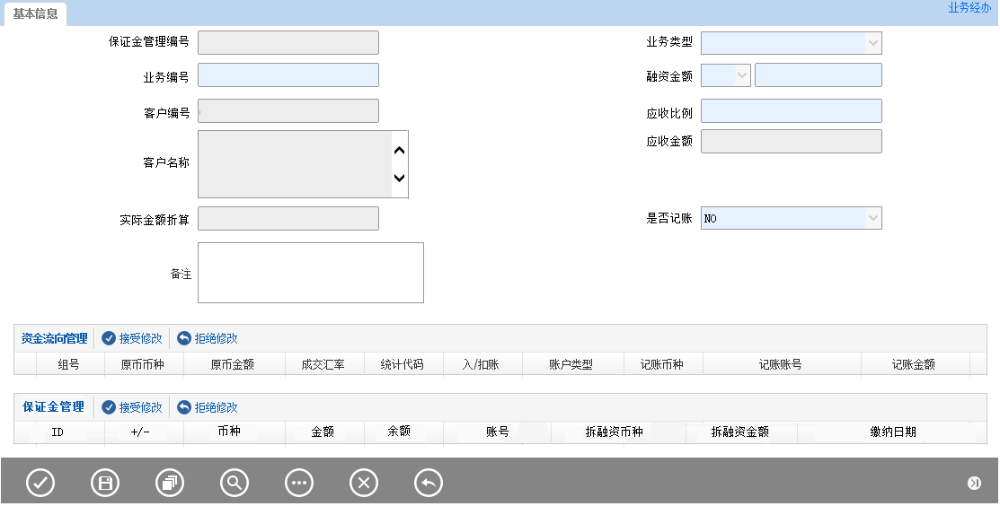 基本信息
业务经办
保证金管理编号
业务类型
业务编号
融资金额
客户编号
应收比例
应收金额
客户名称
实际金额折算
是否记账 NO
备注
资金流向管理 接受修改 拒绝修改
组号 原币币种 原币金额 成交汇率 统计代码 入/扣账 账户类型 记账币种 记账账号 记账金额
保证金管理 接受修改 拒绝修改
ID +/- 币种 金额 余额 账号 拆融资币种 拆融资金额 缴纳日期